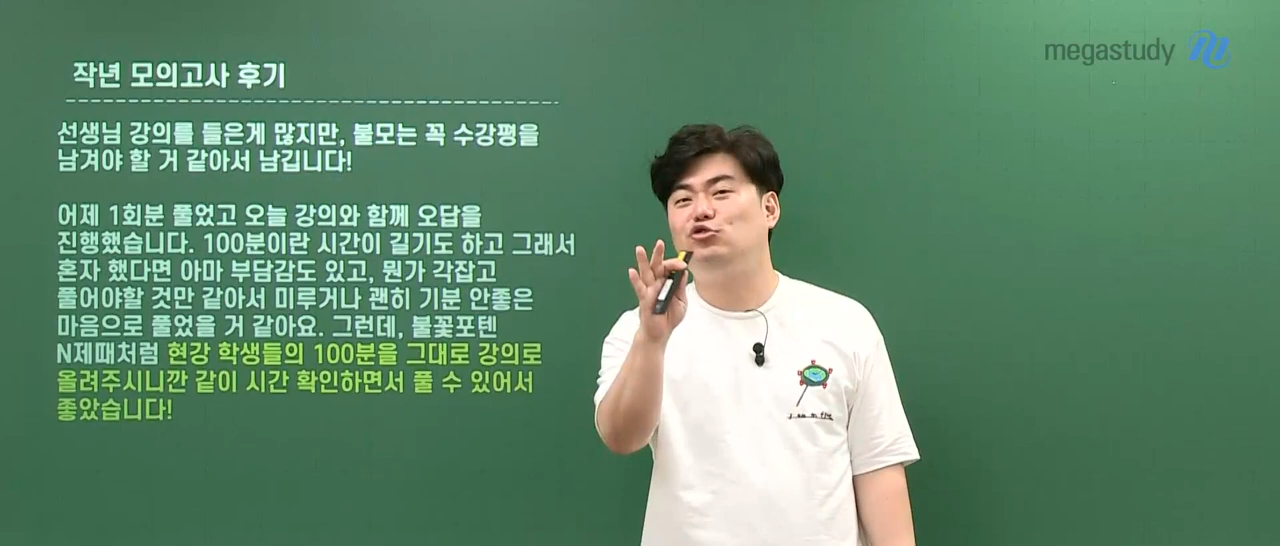 megastudy
작년 모의고사 후기
선생님 강의를 들은게 많지만, 불모는 꼭 수강평을
남겨야 할 거 같아서 남깁니다!
어제 1회분 풀었고 오늘 강의와 함께 오답을
진행했습니다. 100분이란 시간이 길기도 하고 그래서
혼자 했다면 아마 부담감도 있고, 뭔가 각잡고
풀어야할 것만 같아서 미루거나 괜히 기분 안좋은
마음으로 풀었을 거 같아요. 그런데, 불꽃포텐
N제때처럼 현강 학생들의 100분을 그대로 강의로
올려주시니깐 같이 시간 확인하면서 풀 수 있어서
좋았습니다!